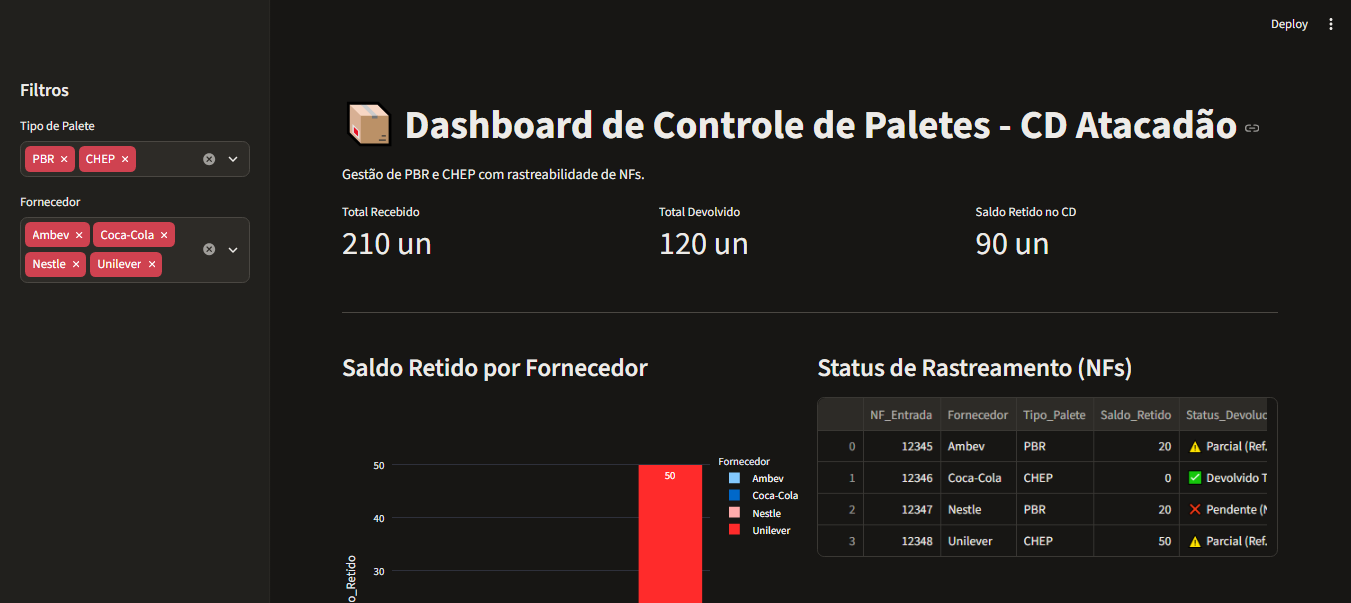 Deploy
Filtros
Tipo de Palete
PBR × CHEP ×
Fornecedor
Ambev × Coca-Cola ×
Nestle × Unilever ×
Dashboard de Controle de Paletes - CD Atacadão
Gestão de PBR e CHEP com rastreabilidade de NFs.
Total Recebido Total Devolvido Saldo Retido no CD
210 un 120 un 90 un
Saldo Retido por Fornecedor
50
40
30
o_Retido
50
Fornecedor
Ambev
Coca-Cola
Nestle
Unilever
Status de Rastreamento (NFs)
NF_Entrada Fornecedor Tipo_Palete Saldo_Retido Status_Devoluc
0 12345 Ambev PBR 20 ⚠️ Parcial (Ref.
1 12346 Coca-Cola CHEP 0 ✅ Devolvido T
2 12347 Nestle PBR 20 ❌ Pendente (N
3 12348 Unilever CHEP 50 ⚠️ Parcial (Ref.